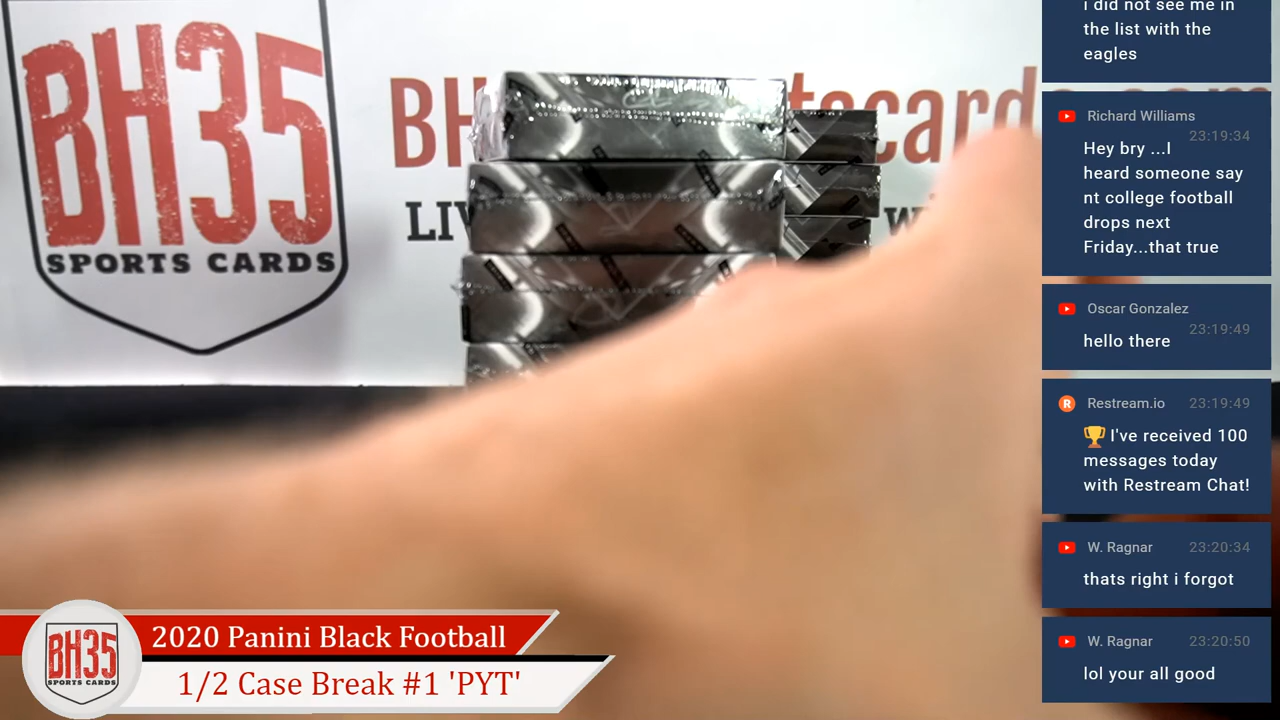 BH35
SPORTS CARDS
i did not see me in
the list with the
eagles
Richard Williams
23:19:34
Hey bry ...I
heard someone say
nt college football
drops next
Friday...that true
Oscar Gonzalez
23:19:49
hello there
Restream.io 23:19:49
🏆 I've received 100
messages today
with Restream Chat!
W. Ragnar 23:20:34
thats right i forgot
W. Ragnar 23:20:50
lol your all good
BH35
SPORTS CARDS
2020 Panini Black Football
1/2 Case Break #1 'PYT'